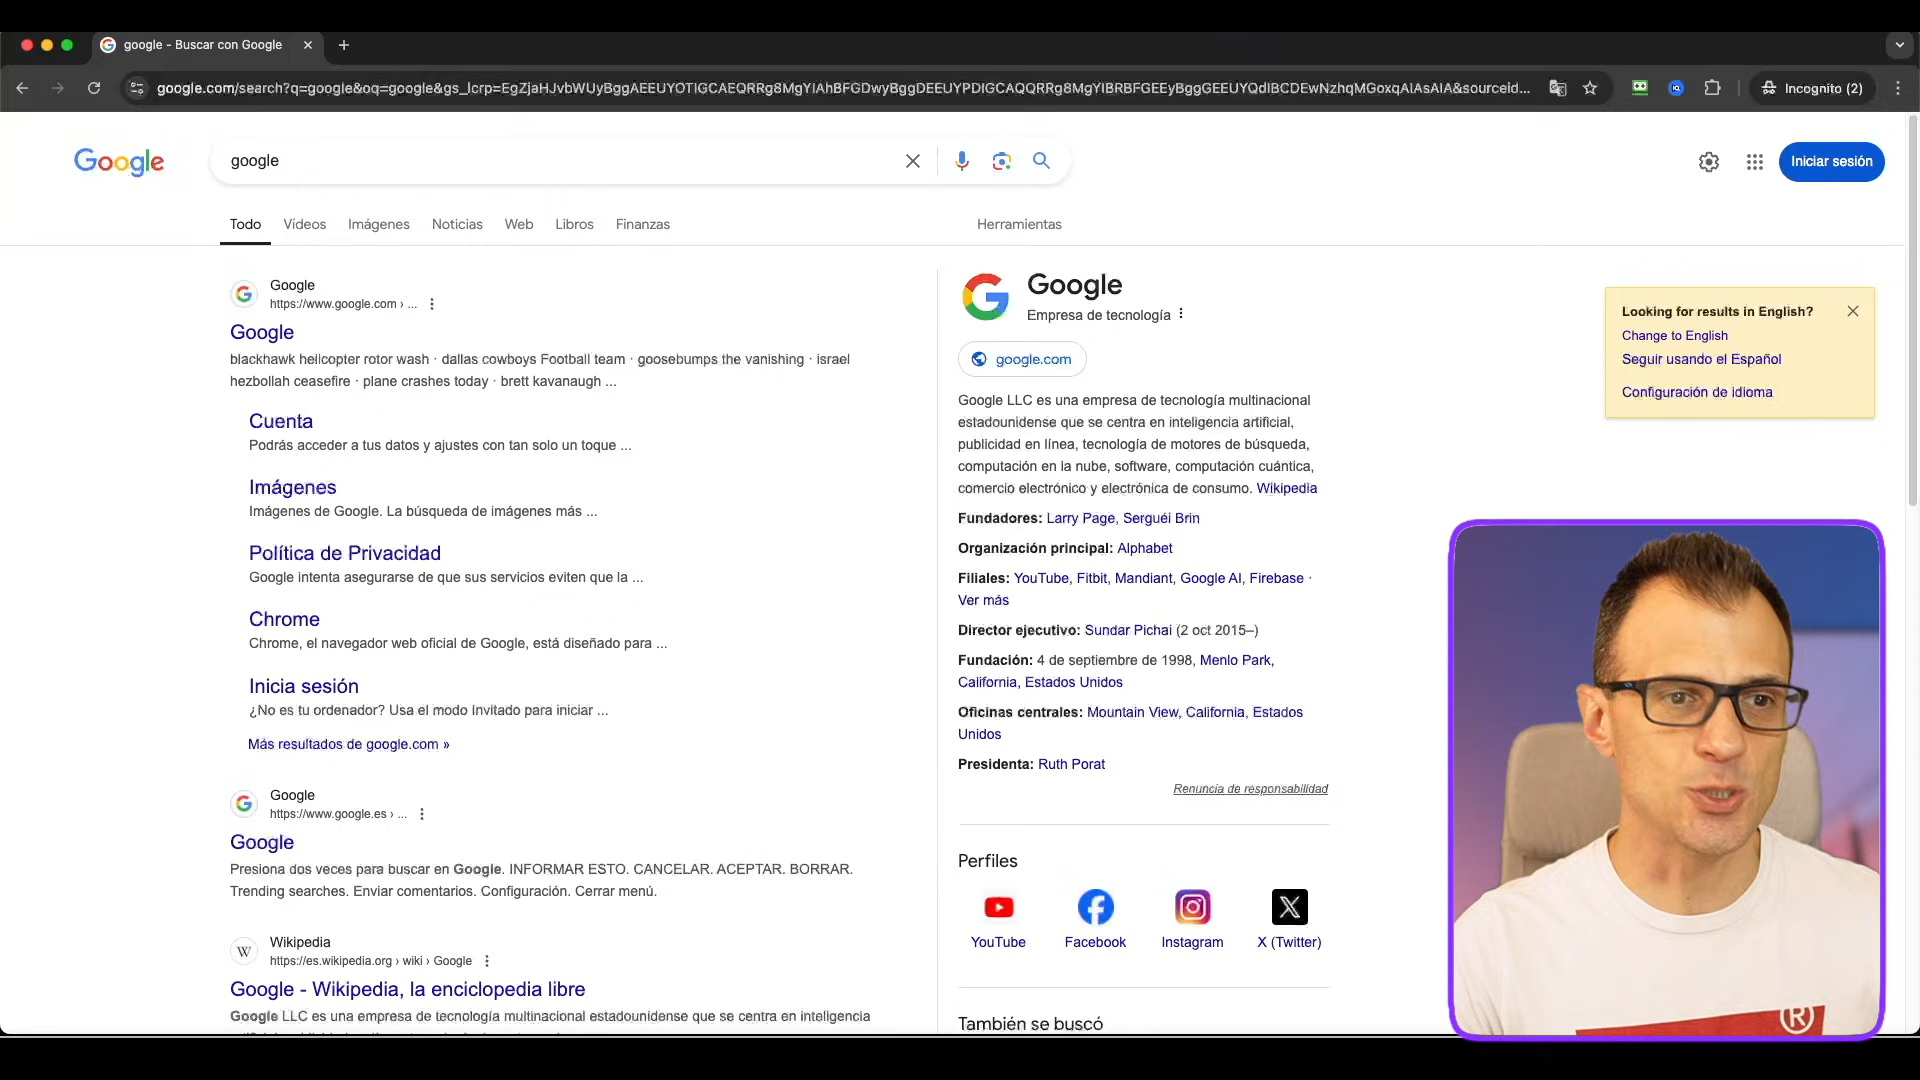 google - Buscar con Google
google.com/search?q=google&oq=google&gs_lcrp=EgZjaHJvbWUyBggAEEUYOTIGCAEQRRg8MgYIAhBFGDwyBggDEEUYPDIGCAQQRRg8MgYIBRBFGEEyBggGEEUYQdIBCDEwNzhqMGoxqAIAsAIA&sourceid...
Incognito (2)
Google
google
Iniciar sesión
Todo
Vídeos
Imágenes
Noticias
Web
Libros
Finanzas
Herramientas
Google
https://www.google.com › ...
Google
blackhawk helicopter rotor wash · dallas cowboys Football team · goosebumps the vanishing · israel
hezbollah ceasefire · plane crashes today · brett kavanaugh ...
Cuenta
Podrás acceder a tus datos y ajustes con tan solo un toque ...
Imágenes
Imágenes de Google. La búsqueda de imágenes más ...
Política de Privacidad
Google intenta asegurarse de que sus servicios eviten que la ...
Chrome
Chrome, el navegador web oficial de Google, está diseñado para ...
Inicia sesión
¿No es tu ordenador? Usa el modo Invitado para iniciar ...
Más resultados de google.com »
Google
https://www.google.es › ...
Google
Presiona dos veces para buscar en Google. INFORMAR ESTO. CANCELAR. ACEPTAR. BORRAR.
Trending searches. Enviar comentarios. Configuración. Cerrar menú.
W
Wikipedia
https://es.wikipedia.org › wiki › Google
Google - Wikipedia, la enciclopedia libre
Google LLC es una empresa de tecnología multinacional estadounidense que se centra en inteligencia
Google
Empresa de tecnología
google.com
Google LLC es una empresa de tecnología multinacional
estadounidense que se centra en inteligencia artificial,
publicidad en línea, tecnología de motores de búsqueda,
computación en la nube, software, computación cuántica,
comercio electrónico y electrónica de consumo. Wikipedia
Fundadores: Larry Page, Serguéi Brin
Organización principal: Alphabet
Filiales: YouTube, Fitbit, Mandiant, Google AI, Firebase ·
Ver más
Director ejecutivo: Sundar Pichai (2 oct 2015–)
Fundación: 4 de septiembre de 1998, Menlo Park,
California, Estados Unidos
Oficinas centrales: Mountain View, California, Estados
Unidos
Presidenta: Ruth Porat
Renuncia de responsabilidad
Perfiles
YouTube
Facebook
Instagram
X (Twitter)
También se buscó
Looking for results in English?
Change to English
Seguir usando el Español
Configuración de idioma
®